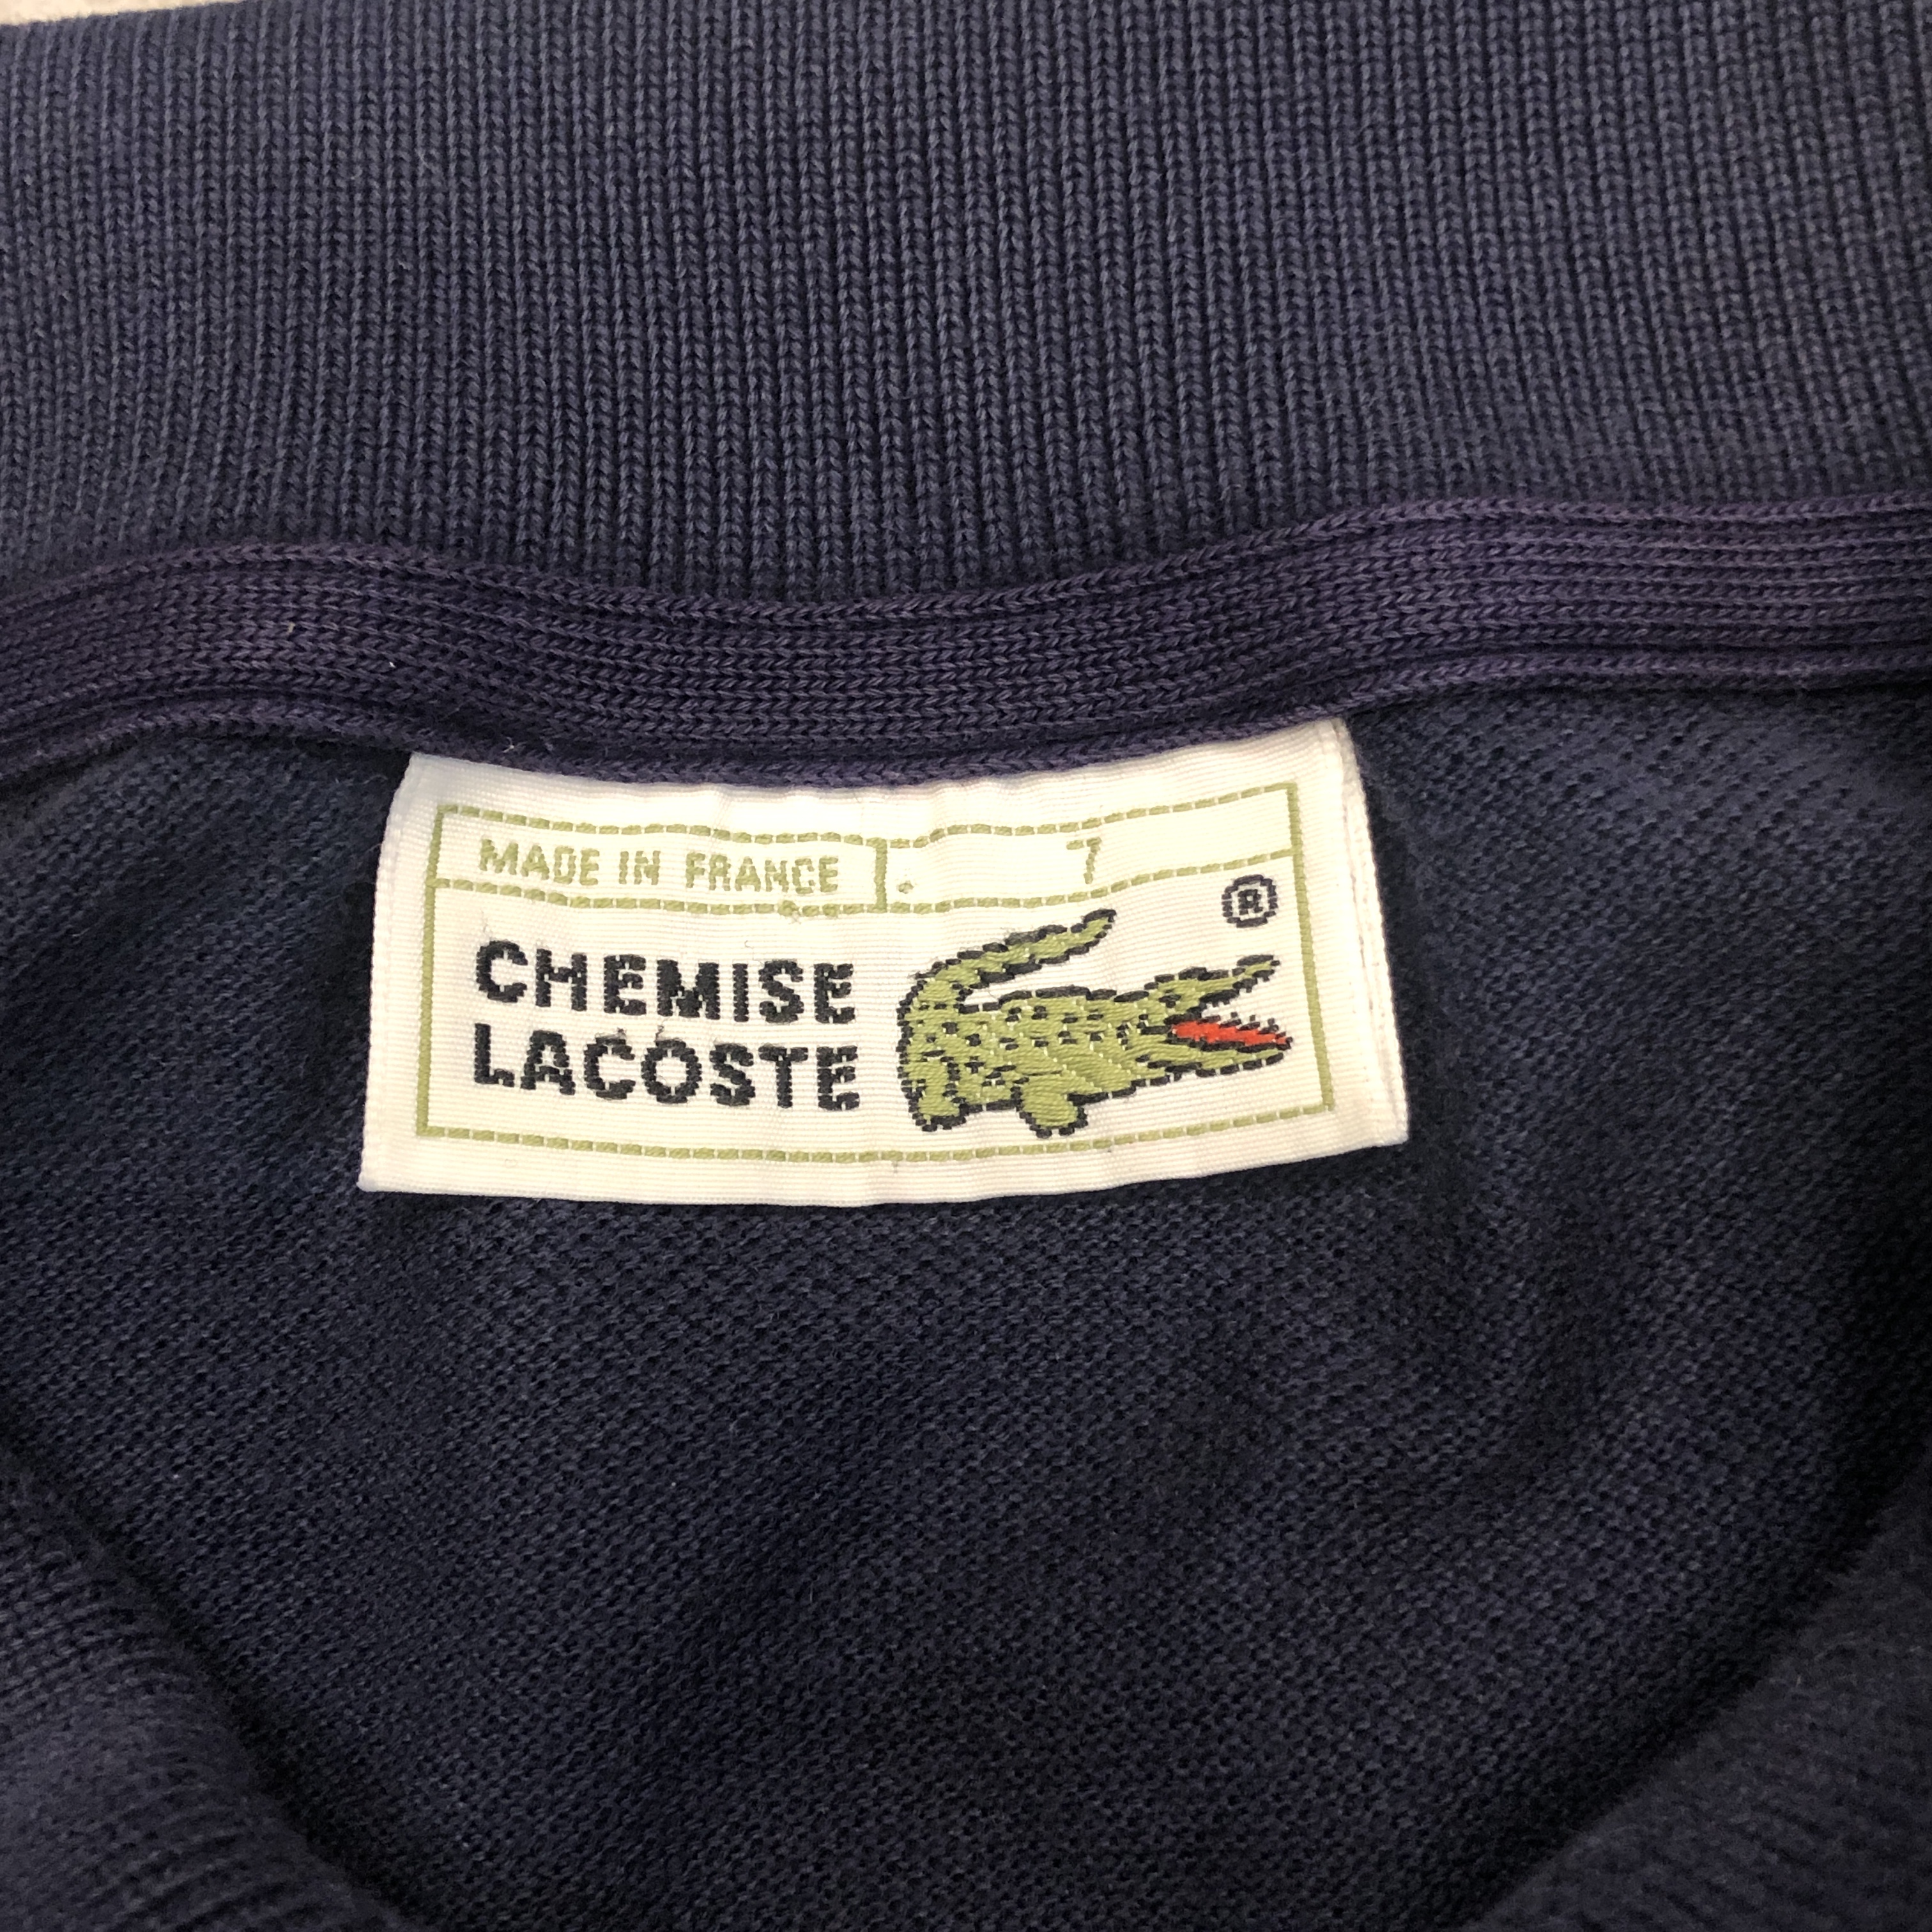 MADE IN FRANCE . 7
®
CHEMISE
LACOSTE